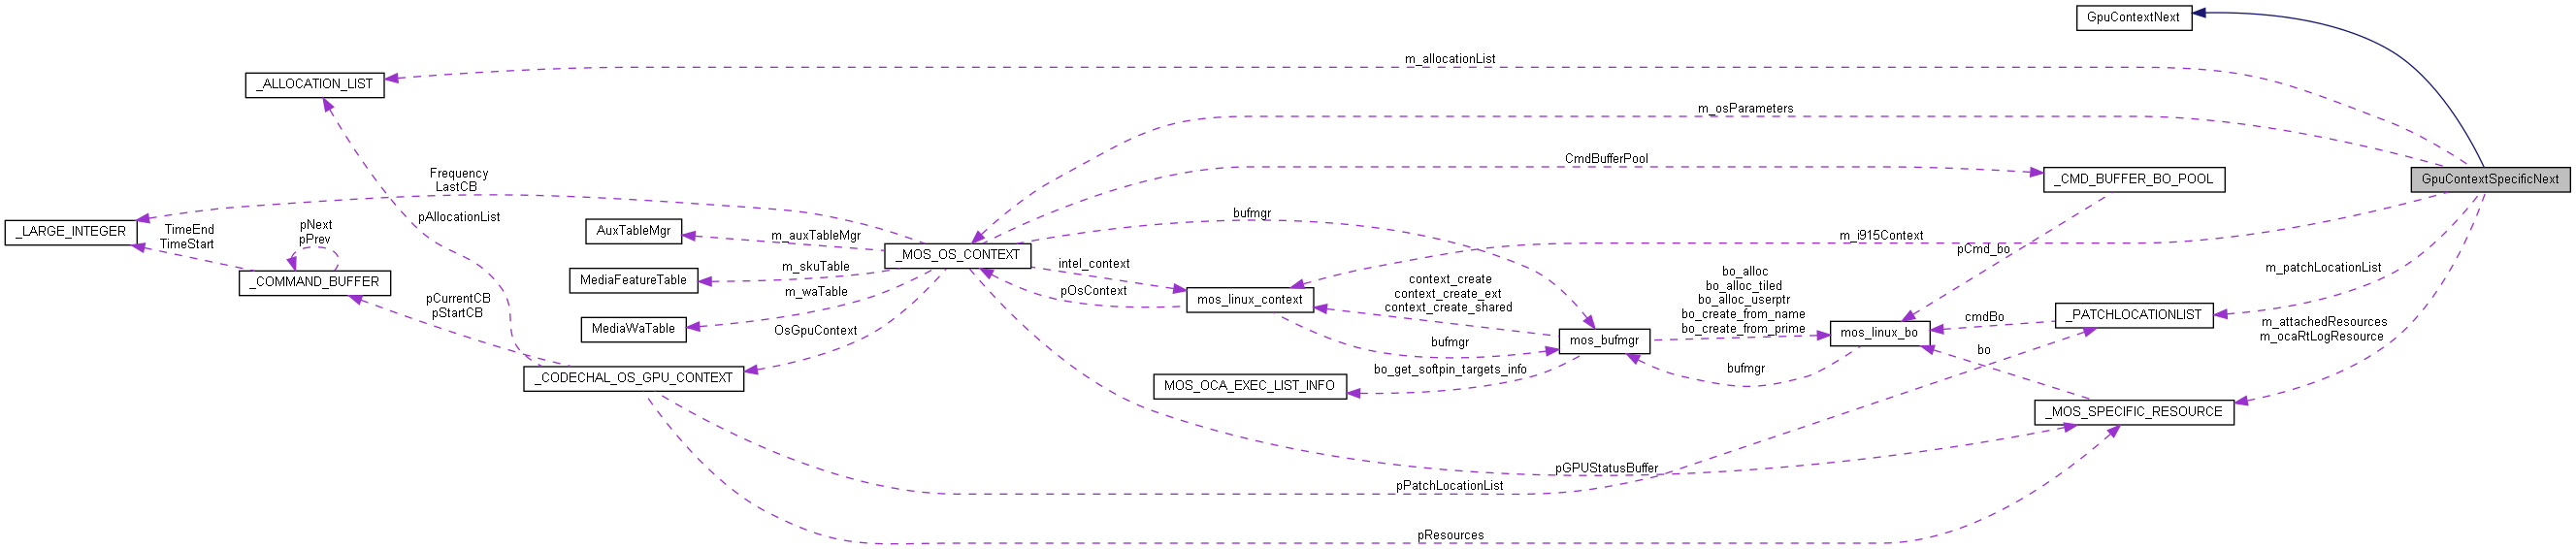 GpuContextNext
m_allocationList
_ALLOCATION_LIST
m_osParameters
CmdBufferPool
Frequency
LastCB
_CMD_BUFFER_BO_POOL
GpuContextSpecificNext
pAllocationList
bufmgr
_LARGE_INTEGER
TimeEnd
TimeStart
pNext
pPrev
AuxTableMgr
m_auxTableMgr
m_i915Context
pCmd_bo
_MOS_OS_CONTEXT
intel_context
m_skuTable
m_patchLocationList
_COMMAND_BUFFER
MediaFeatureTable
m_waTable
pOsContext
mos_linux_context
context_create
context_create_ext
context_create_shared
bo_alloc
bo_alloc_tiled
bo_alloc_userptr
bo_create_from_name
bo_create_from_prime
pCurrentCB
pStartCB
MediaWaTable
OsGpuContext
bufmgr
mos_bufmgr
mos_linux_bo
cmdBo
_PATCHLOCATIONLIST
m_attachedResources
m_ocaRtLogResource
bo
_CODECHAL_OS_GPU_CONTEXT
MOS_OCA_EXEC_LIST_INFO
bo_get_softpin_targets_info
bufmgr
_MOS_SPECIFIC_RESOURCE
pGPUStatusBuffer
pPatchLocationList
pResources